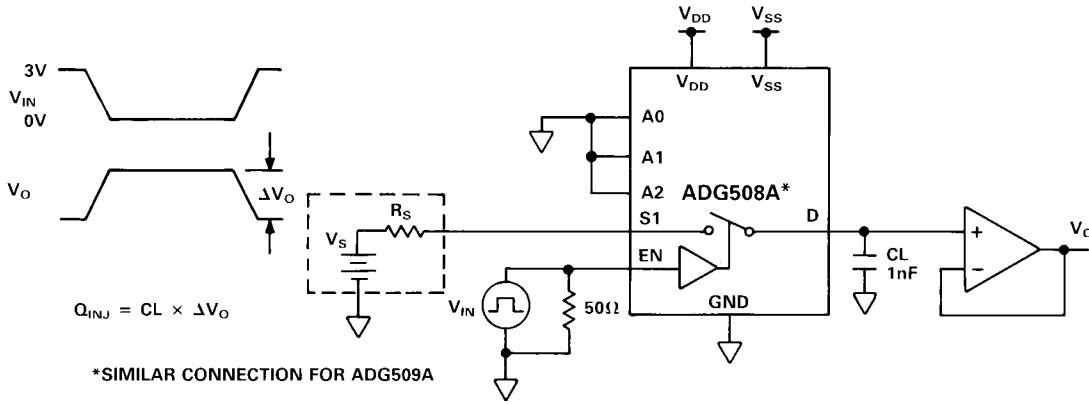 3V
V_IN
0V
V_O
ΔV_O
Q_INJ = CL × ΔV_O
V_S
R_S
V_IN
50Ω
V_DD
V_SS
V_DD
V_SS
A0
A1
A2
ADG508A*
S1
D
EN
GND
CL
1nF
+
−
V_O
*SIMILAR CONNECTION FOR ADG509A